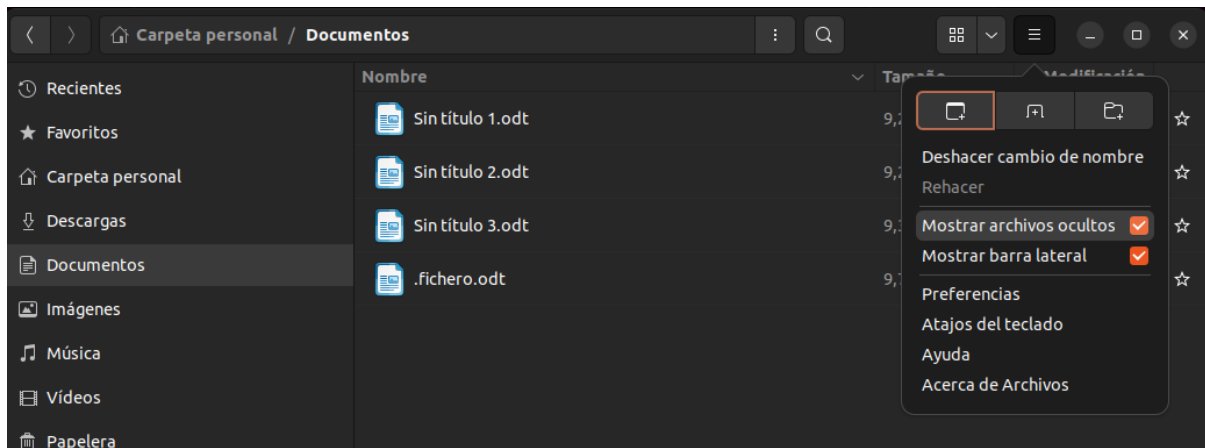 Carpeta personal / Documentos
Recientes
Favoritos
Carpeta personal
Descargas
Documentos
Imágenes
Música
Vídeos
Papelera
Nombre
Sin título 1.odt
Sin título 2.odt
Sin título 3.odt
.fichero.odt
Deshacer cambio de nombre
Rehacer
Mostrar archivos ocultos
Mostrar barra lateral
Preferencias
Atajos del teclado
Ayuda
Acerca de Archivos